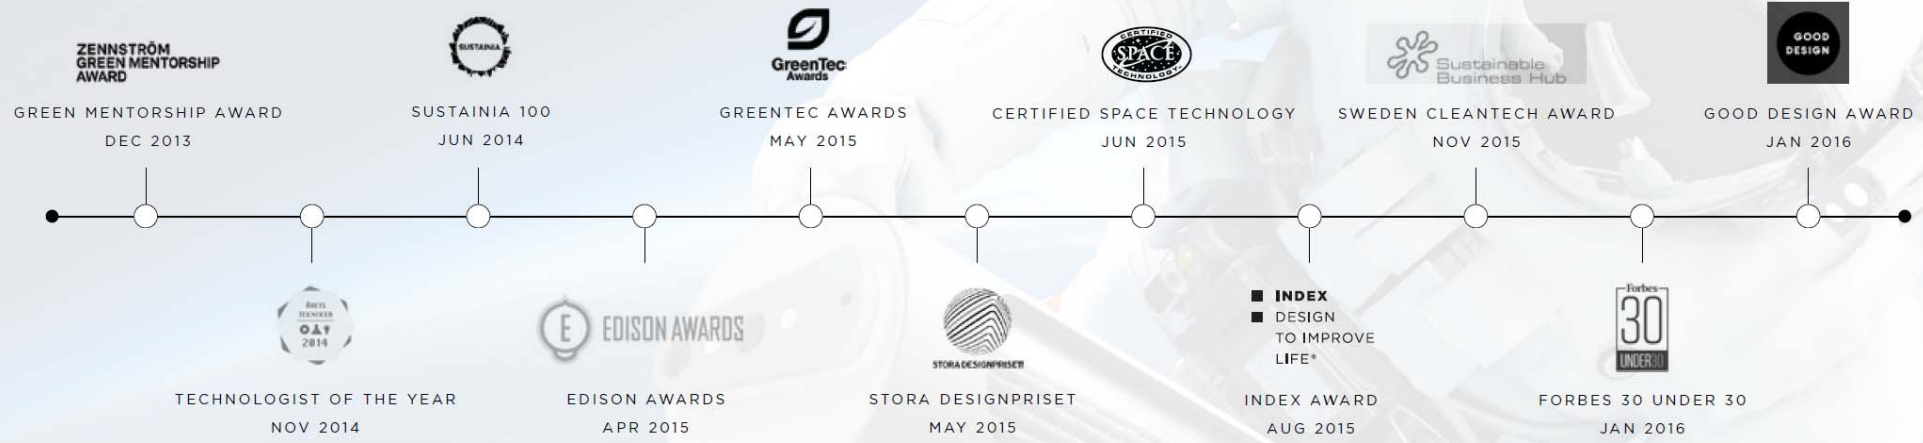 ZENNSTRÖM
GREEN MENTORSHIP
AWARD
GREEN MENTORSHIP AWARD
DEC 2013
SUSTAINIA
SUSTAINIA 100
JUN 2014
GreenTec
Awards
GREENTEC AWARDS
MAY 2015
CERTIFIED
SPACE
TECHNOLOGY
CERTIFIED SPACE TECHNOLOGY
JUN 2015
Sustainable
Business Hub
SWEDEN CLEANTECH AWARD
NOV 2015
GOOD
DESIGN
GOOD DESIGN AWARD
JAN 2016
ÅRETS
TEKNIKER
2014
TECHNOLOGIST OF THE YEAR
NOV 2014
E
EDISON AWARDS
EDISON AWARDS
APR 2015
STORA DESIGNPRISET!
STORA DESIGNPRISET
MAY 2015
INDEX
DESIGN
TO IMPROVE
LIFE®
INDEX AWARD
AUG 2015
Forbes
30
UNDER30
FORBES 30 UNDER 30
JAN 2016